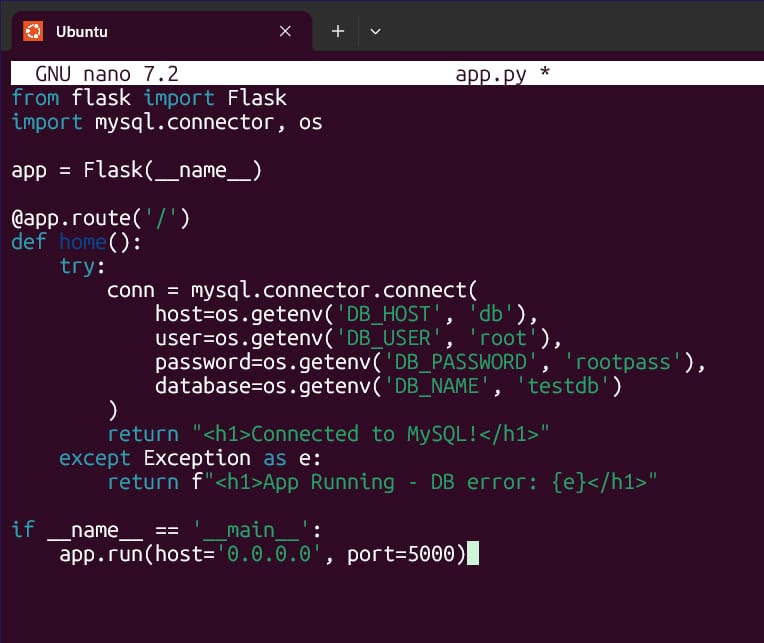 Ubuntu
GNU nano 7.2 app.py *
from flask import Flask
import mysql.connector, os

app = Flask(__name__)

@app.route('/')
def home():
    try:
        conn = mysql.connector.connect(
            host=os.getenv('DB_HOST', 'db'),
            user=os.getenv('DB_USER', 'root'),
            password=os.getenv('DB_PASSWORD', 'rootpass'),
            database=os.getenv('DB_NAME', 'testdb')
        )
        return "<h1>Connected to MySQL!</h1>"
    except Exception as e:
        return f"<h1>App Running - DB error: {e}</h1>"

if __name__ == '__main__':
    app.run(host='0.0.0.0', port=5000)